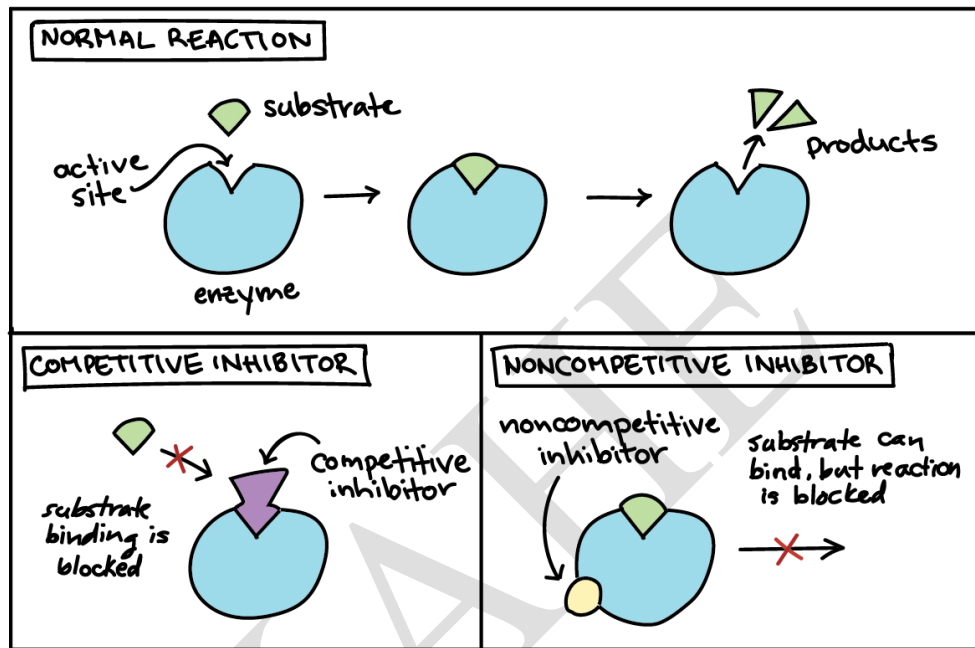 NORMAL REACTION
substrate
active
site
enzyme
products
COMPETITIVE INHIBITOR
substrate
binding is
blocked
competitive
inhibitor
NONCOMPETITIVE INHIBITOR
noncompetitive
inhibitor
substrate can
bind, but reaction
is blocked